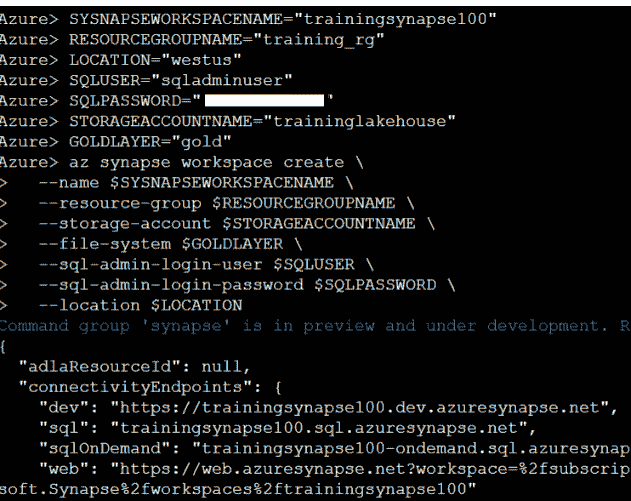 Azure> SYSNAPSEWORKSPACENAME="trainingsynapse100"
Azure> RESOURCEGROUPNAME="training_rg"
Azure> LOCATION="westus"
Azure> SQLUSER="sqladminuser"
Azure> SQLPASSWORD=" "
Azure> STORAGEACCOUNTNAME="traininglakehouse"
Azure> GOLDLAYER="gold"
Azure> az synapse workspace create \
>   --name $SYSNAPSEWORKSPACENAME \
>   --resource-group $RESOURCEGROUPNAME \
>   --storage-account $STORAGEACCOUNTNAME \
>   --file-system $GOLDLAYER \
>   --sql-admin-login-user $SQLUSER \
>   --sql-admin-login-password $SQLPASSWORD \
>   --location $LOCATION
Command group 'synapse' is in preview and under development. R
{
  "adlaResourceId": null,
  "connectivityEndpoints": {
    "dev": "https://trainingsynapse100.dev.azuresynapse.net",
    "sql": "trainingsynapse100.sql.azuresynapse.net",
    "sqlOnDemand": "trainingsynapse100-ondemand.sql.azuresynap
    "web": "https://web.azuresynapse.net?workspace=%2fsubscrip
soft.Synapse%2fworkspaces%2ftrainingsynapse100"